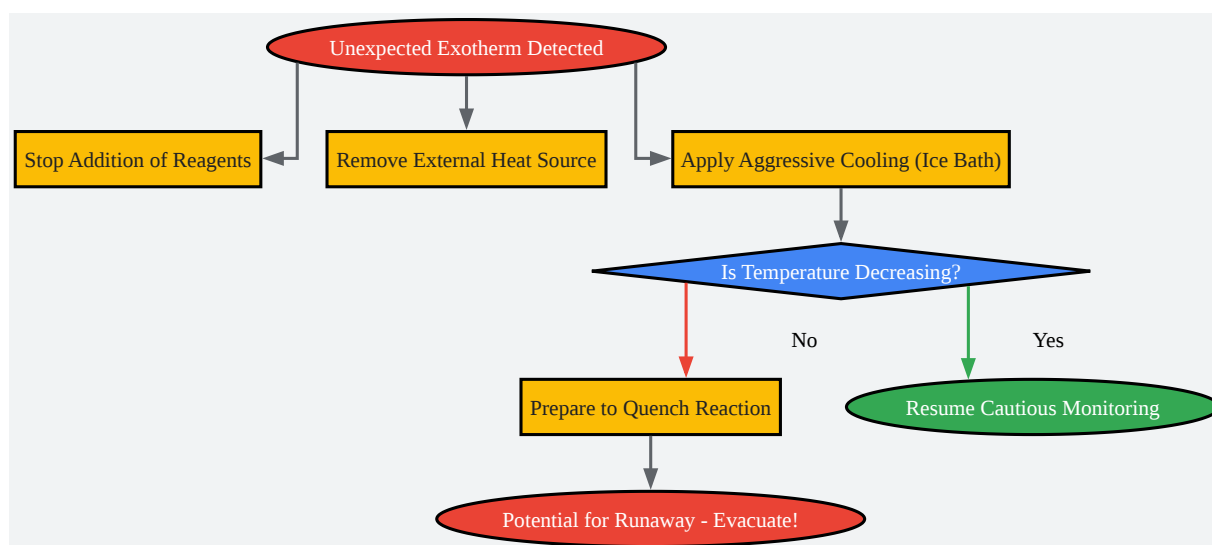 Unexpected Exotherm Detected
Stop Addition of Reagents
Remove External Heat Source
Apply Aggressive Cooling (Ice Bath)
Is Temperature Decreasing?
No
Yes
Prepare to Quench Reaction
Resume Cautious Monitoring
Potential for Runaway - Evacuate!